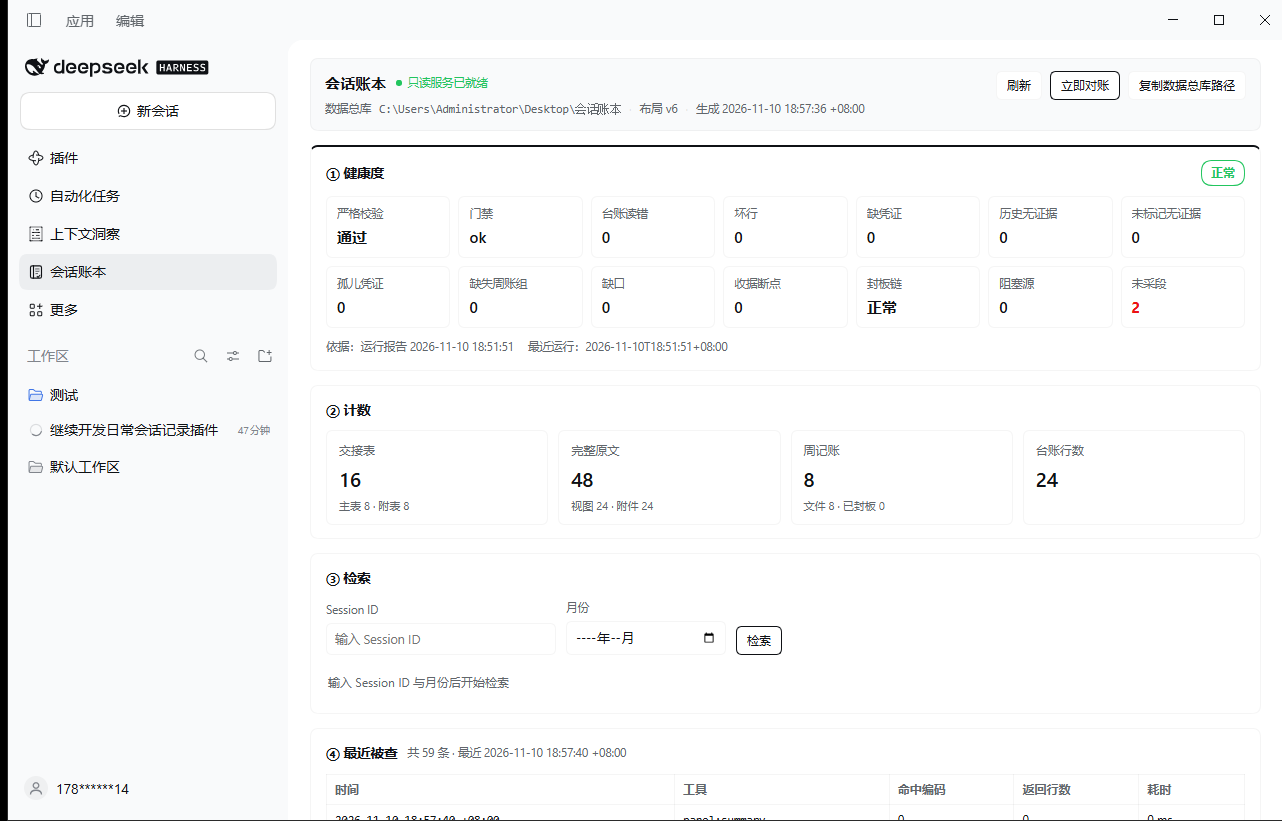 应用 编辑
deepseek HARNESS
新会话
插件
自动化任务
上下文洞察
会话账本
更多
工作区
测试
继续开发日常会话记录插件 47分钟
默认工作区
178******14
会话账本 只读服务已就绪
刷新 立即对账 复制数据总库路径
数据总库 C:\Users\Administrator\Desktop\会话账本 · 布局 v6 · 生成 2026-11-10 18:57:36 +08:00
① 健康度 正常
严格校验 门禁 台账读错 坏行 缺凭证 历史无证据 未标记无证据
通过 ok 0 0 0 0 0
孤儿凭证 缺失周账组 缺口 收据断点 封板链 阻塞源 未采段
0 0 0 0 正常 0 2
依据：运行报告 2026-11-10 18:51:51 最近运行：2026-11-10T18:51:51+08:00
② 计数
交接表 完整原文 周记账 台账行数
16 48 8 24
主表 8 · 附表 8 视图 24 · 附件 24 文件 8 · 已封板 0
③ 检索
Session ID 月份
输入 Session ID ----年--月 检索
输入 Session ID 与月份后开始检索
④ 最近被查 共 59 条 · 最近 2026-11-10 18:57:40 +08:00
时间 工具 命中编码 返回行数 耗时
2026-11-10 18:57:40 +08:00 panel:summary 0 0 0 ms